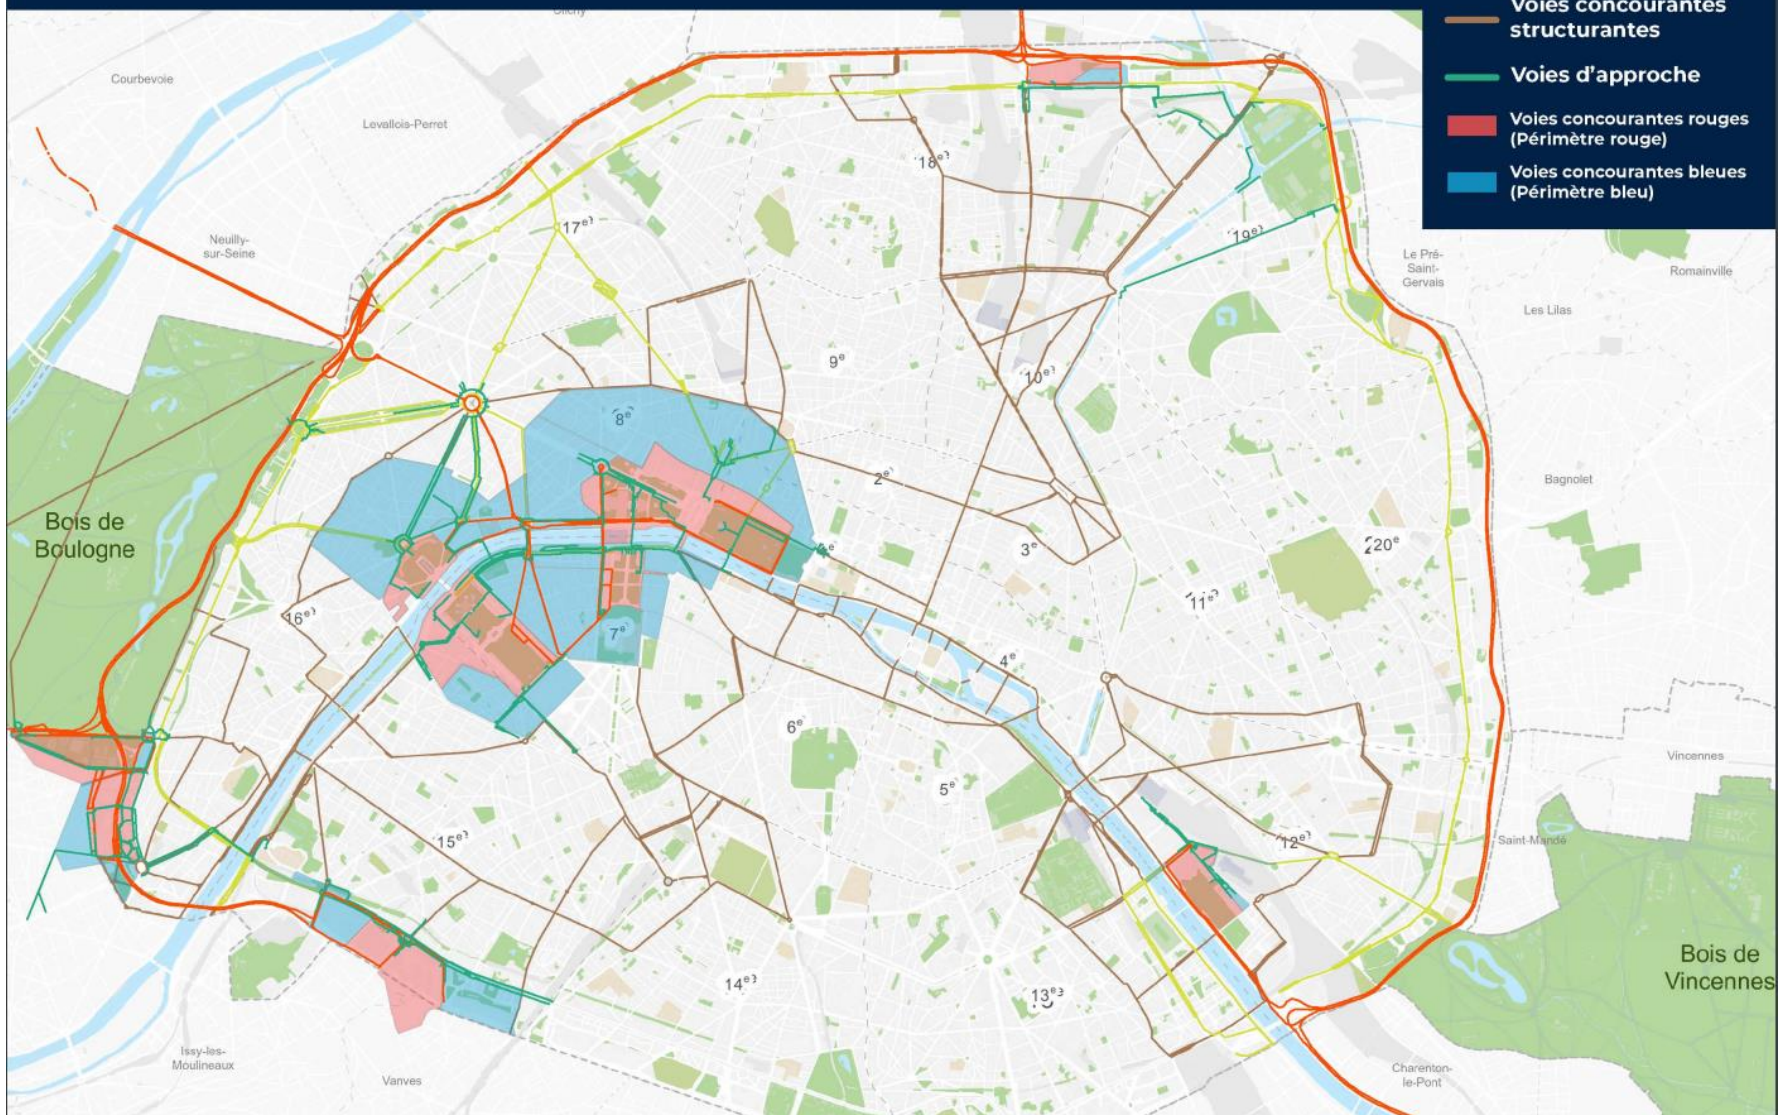 Voies concourantes
structurantes
Voies d'approche
Voies concourantes rouges
(Périmètre rouge)
Voies concourantes bleues
(Périmètre bleu)
Clichy
Courbevoie
Levallois-Perret
18e
17e
Neuilly-
sur-Seine
19e
Le Pré-
Saint-
Gervais
Romainville
Les Lilas
9e
10e
8e
2e
Bagnolet
Bois de
Boulogne
3e
20e
11e
16e
7e
4e
6e
Vincennes
5e
15e
12e
Saint-Mandé
Bois de
Vincennes
14e
13e
Issy-les-
Moulineaux
Vanves
Charenton-
le-Pont